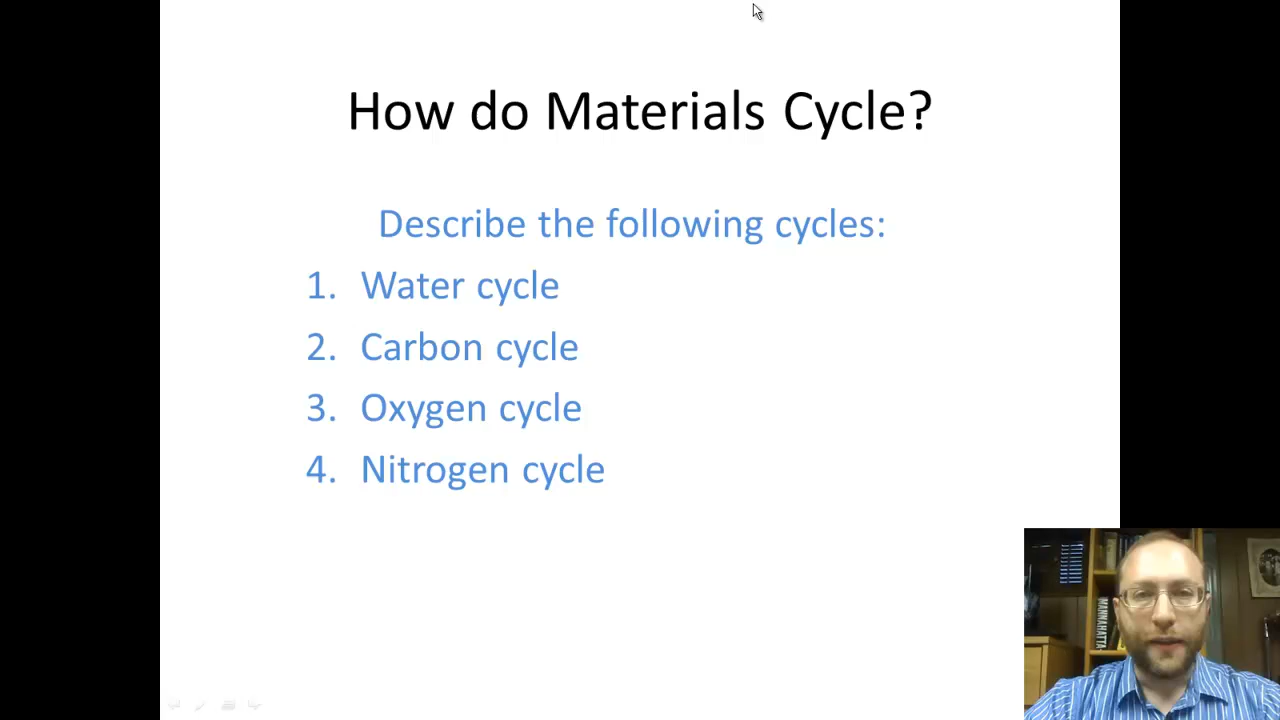 How do Materials Cycle?
Describe the following cycles:
1. Water cycle
2. Carbon cycle
3. Oxygen cycle
4. Nitrogen cycle
MANNAHATTA